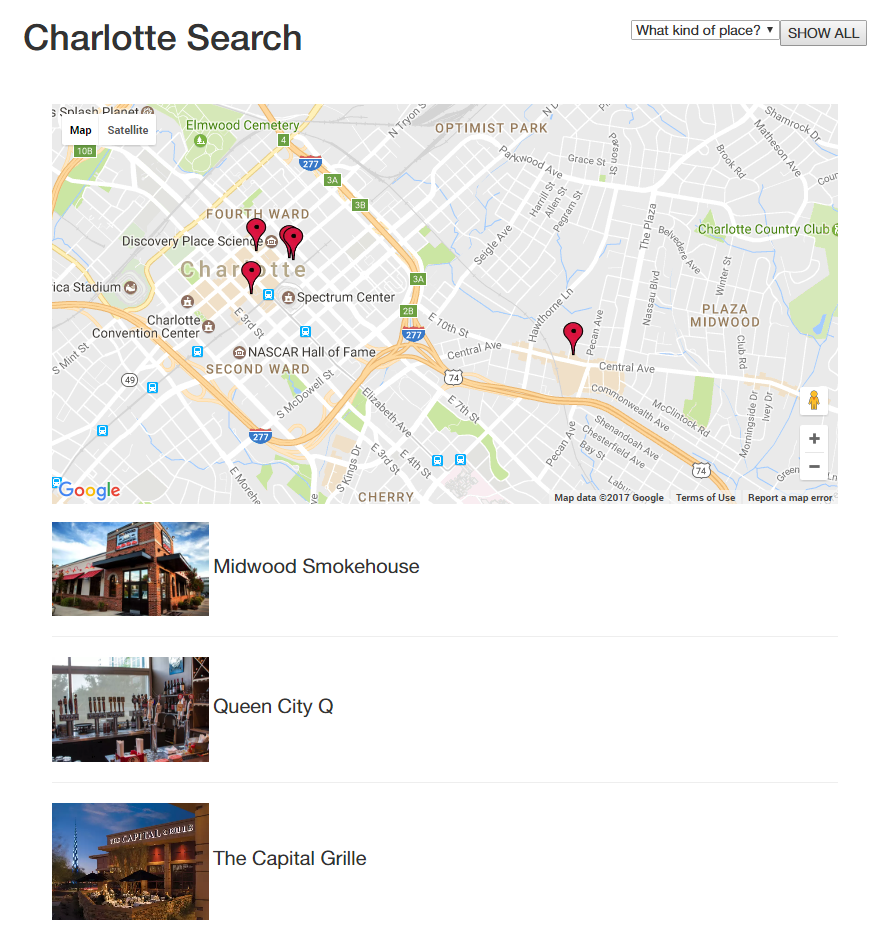 Charlotte Search
What kind of place?
SHOW ALL
s Splash Planet
Map
Satellite
10B
Elmwood Cemetery
4
277
3A
3B
N Tryon St
OPTIMIST PARK
Parkwood Ave
Grace St
Harrill St
Allen St
Pegram St
Seigle Ave
The Plaza
Brook Rd
Matheson Ave
Shamrock Dr
Charlotte Country Club
FOURTH WARD
Discovery Place Science
Charlotte
rica Stadium
Spectrum Center
Charlotte
Convention Center
E 3rd St
NASCAR Hall of Fame
SECOND WARD
S Mint St
49
S McDowell St
277
3A
2B
277
E 10th St
Hawthorne Ln
Pecan Ave
Nassau Blvd
Winter St
PLAZA
MIDWOOD
Club Rd
Central Ave
Central Ave
74
Commonwealth Ave
McClintock Rd
Morningside Dr
Ivey Dr
Elizabeth Ave
E 7th St
Pecan Ave
Shenandoah Ave
Chesterfield Ave
Bay St
74
E 3rd St
E 4th St
S Kings Dr
E Morehe
CHERRY
Google
Map data ©2017 Google
Terms of Use
Report a map error
Midwood Smokehouse
Queen City Q
THE CAPITAL GRILLE
The Capital Grille